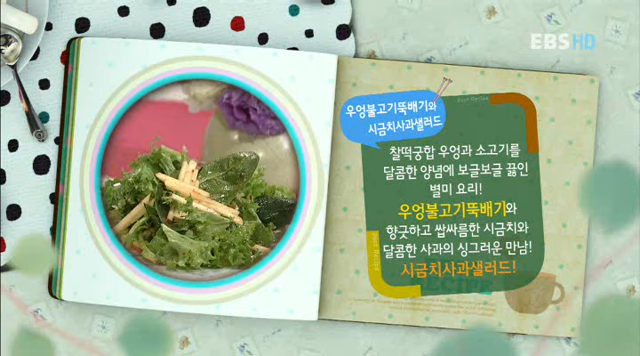 EBS HD
우엉불고기뚝배기와
시금치사과샐러드
찰떡궁합 우엉과 소고기를
달콤한 양념에 보글보글 끓인
별미 요리!
우엉불고기뚝배기와
향긋하고 쌉싸름한 시금치와
달콤한 사과의 싱그러운 만남!
시금치사과샐러드!